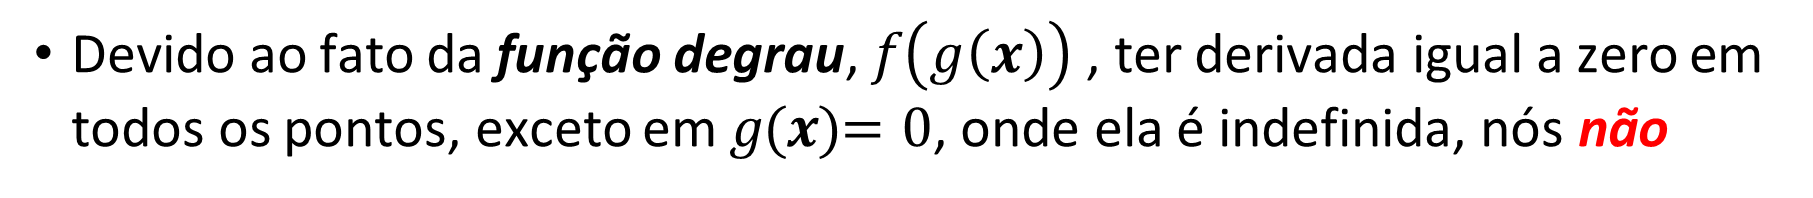 • Devido ao fato da função degrau, f(g(x)) , ter derivada igual a zero em
todos os pontos, exceto em g(x)= 0, onde ela é indefinida, nós não